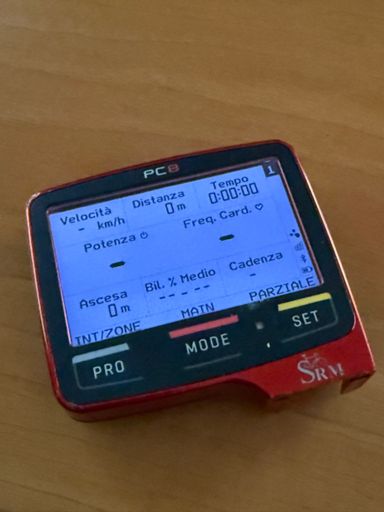 PC8
1
Velocità Distanza Tempo
- km/h 0 m 0:00:00
Potenza Freq. Card.
- -
Ascesa Bil. % Medio Cadenza
0 m - - - - - -
INT/ZONE MAIN PARZIALE
PRO MODE SET
SRM